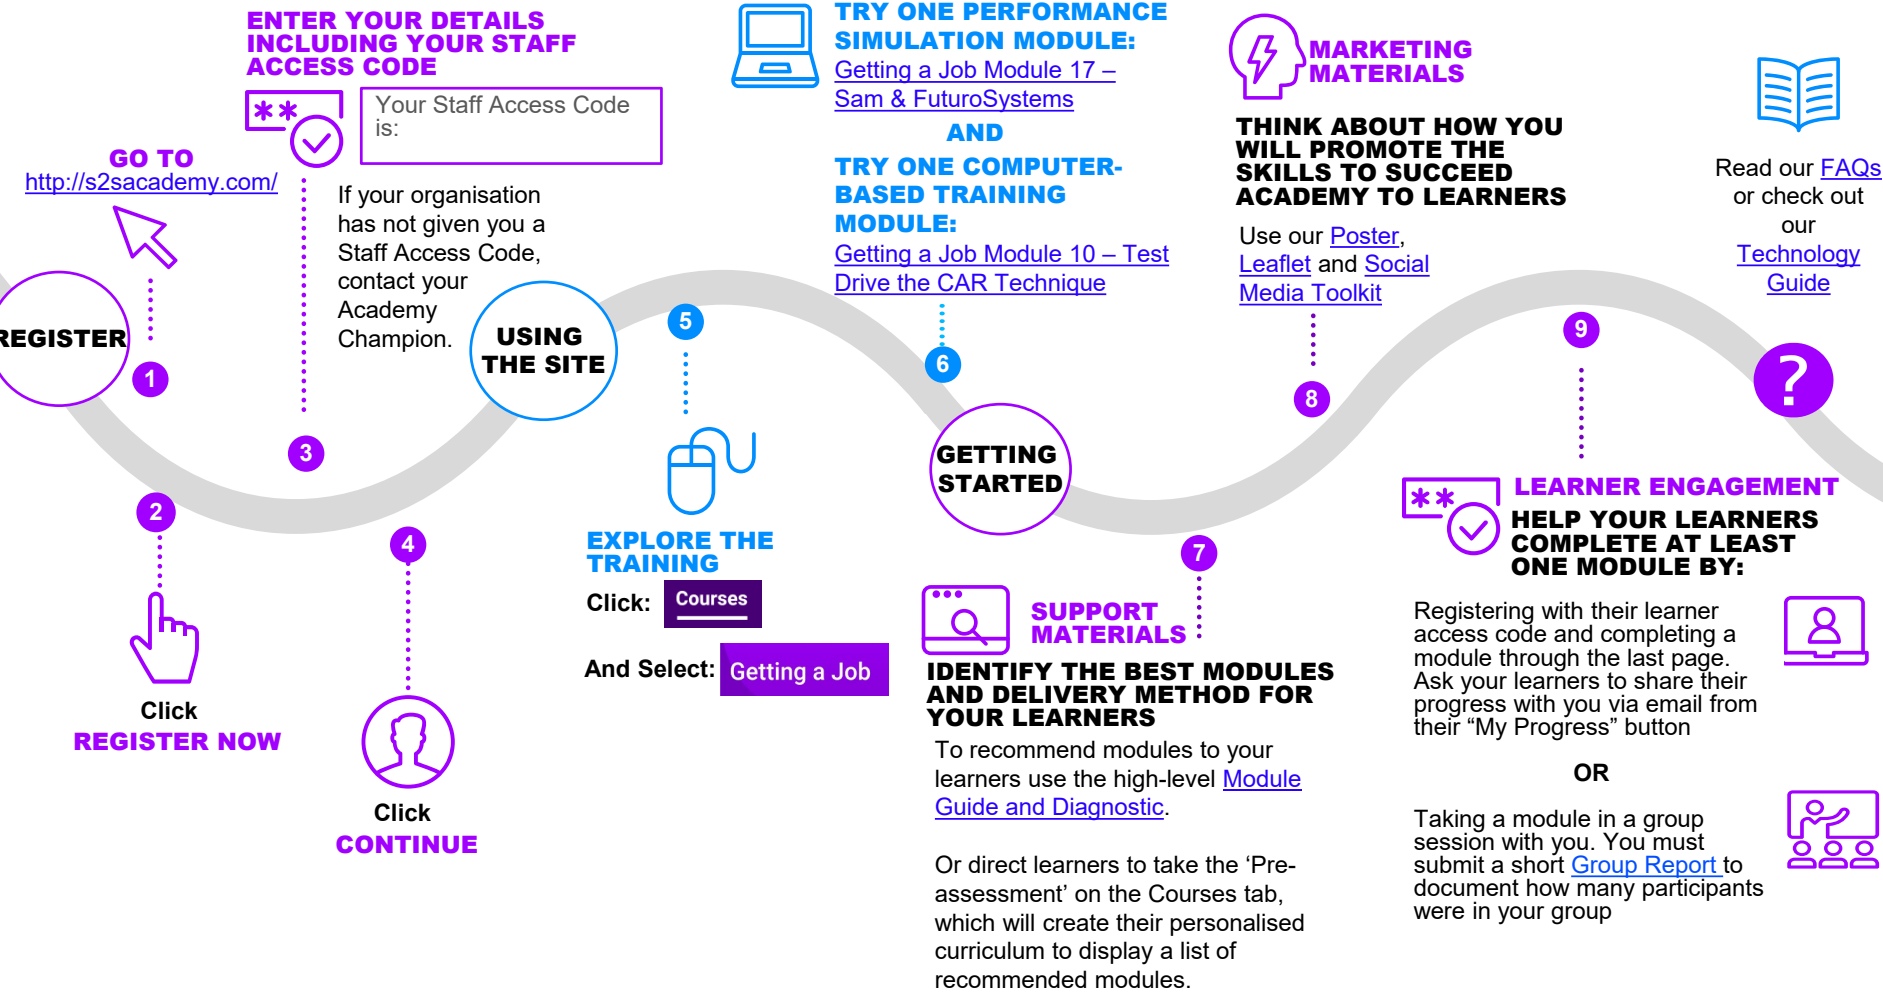 GO TO
http://s2sacademy.com/
REGISTER
1
2
Click
REGISTER NOW
ENTER YOUR DETAILS
INCLUDING YOUR STAFF
ACCESS CODE
**
Your Staff Access Code
is:
If your organisation
has not given you a
Staff Access Code,
contact your
Academy
Champion.
3
4
Click
CONTINUE
USING
THE SITE
5
EXPLORE THE
TRAINING
Click: Courses
And Select: Getting a Job
TRY ONE PERFORMANCE
SIMULATION MODULE:
Getting a Job Module 17 –
Sam & FuturoSystems
AND
TRY ONE COMPUTER-
BASED TRAINING
MODULE:
Getting a Job Module 10 – Test
Drive the CAR Technique
6
GETTING
STARTED
7
SUPPORT
MATERIALS
IDENTIFY THE BEST MODULES
AND DELIVERY METHOD FOR
YOUR LEARNERS
To recommend modules to your
learners use the high-level Module
Guide and Diagnostic.
Or direct learners to take the ‘Pre-
assessment’ on the Courses tab,
which will create their personalised
curriculum to display a list of
recommended modules.
MARKETING
MATERIALS
THINK ABOUT HOW YOU
WILL PROMOTE THE
SKILLS TO SUCCEED
ACADEMY TO LEARNERS
Use our Poster,
Leaflet and Social
Media Toolkit
8
9
**
LEARNER ENGAGEMENT
HELP YOUR LEARNERS
COMPLETE AT LEAST
ONE MODULE BY:
Registering with their learner
access code and completing a
module through the last page.
Ask your learners to share their
progress with you via email from
their “My Progress” button
OR
Taking a module in a group
session with you. You must
submit a short Group Report to
document how many participants
were in your group
Read our FAQs
or check out
our
Technology
Guide
?